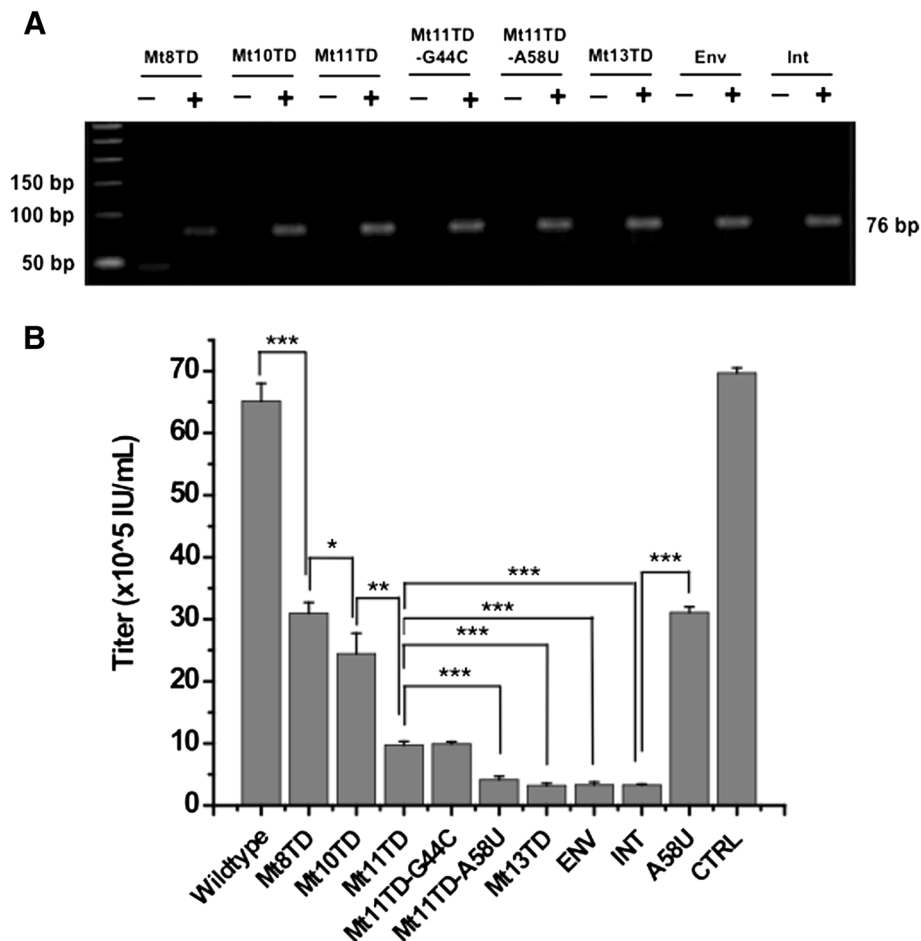 A
Mt8TD Mt10TD Mt11TD Mt11TD -G44C Mt11TD -A58U Mt13TD Env Int
− + − + − + − + − + − + − + − +
150 bp
100 bp
50 bp
76 bp
B
Titer (x10^5 IU/mL)
70
60
50
40
30
20
10
0
***
*
**
***
***
***
***
***
Wildtype
Mt8TD
Mt10TD
Mt11TD
Mt11TD-G44C
Mt11TD-A58U
Mt13TD
ENV
INT
A58U
CTRL